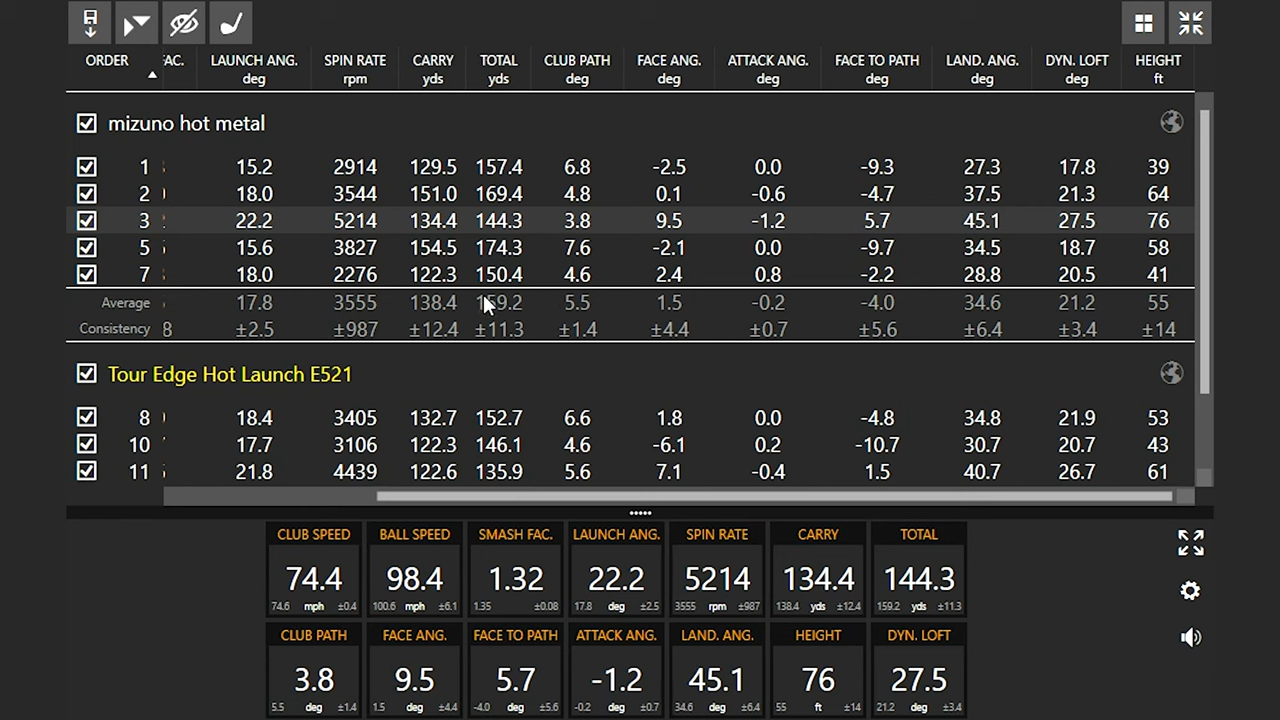 ORDER AC. LAUNCH ANG. SPIN RATE CARRY TOTAL CLUB PATH FACE ANG. ATTACK ANG. FACE TO PATH LAND. ANG. DYN. LOFT HEIGHT
deg rpm yds yds deg deg deg deg deg deg ft
mizuno hot metal
1 15.2 2914 129.5 157.4 6.8 -2.5 0.0 -9.3 27.3 17.8 39
2 18.0 3544 151.0 169.4 4.8 0.1 -0.6 -4.7 37.5 21.3 64
3 22.2 5214 134.4 144.3 3.8 9.5 -1.2 5.7 45.1 27.5 76
5 15.6 3827 154.5 174.3 7.6 -2.1 0.0 -9.7 34.5 18.7 58
7 18.0 2276 122.3 150.4 4.6 2.4 0.8 -2.2 28.8 20.5 41
Average 17.8 3555 138.4 159.2 5.5 1.5 -0.2 -4.0 34.6 21.2 55
Consistency 8 ±2.5 ±987 ±12.4 ±11.3 ±1.4 ±4.4 ±0.7 ±5.6 ±6.4 ±3.4 ±14
Tour Edge Hot Launch E521
8 18.4 3405 132.7 152.7 6.6 1.8 0.0 -4.8 34.8 21.9 53
10 17.7 3106 122.3 146.1 4.6 -6.1 0.2 -10.7 30.7 20.7 43
11 21.8 4439 122.6 135.9 5.6 7.1 -0.4 1.5 40.7 26.7 61
CLUB SPEED BALL SPEED SMASH FAC. LAUNCH ANG. SPIN RATE CARRY TOTAL
74.4 98.4 1.32 22.2 5214 134.4 144.3
74.6 mph ±0.4 100.6 mph ±6.1 1.35 ±0.08 17.8 deg ±2.5 3555 rpm ±987 138.4 yds ±12.4 159.2 yds ±11.3
CLUB PATH FACE ANG. FACE TO PATH ATTACK ANG. LAND. ANG. HEIGHT DYN. LOFT
3.8 9.5 5.7 -1.2 45.1 76 27.5
5.5 deg ±1.4 1.5 deg ±4.4 -4.0 deg ±5.6 -0.2 deg ±0.7 34.6 deg ±6.4 55 ft ±14 21.2 deg ±3.4